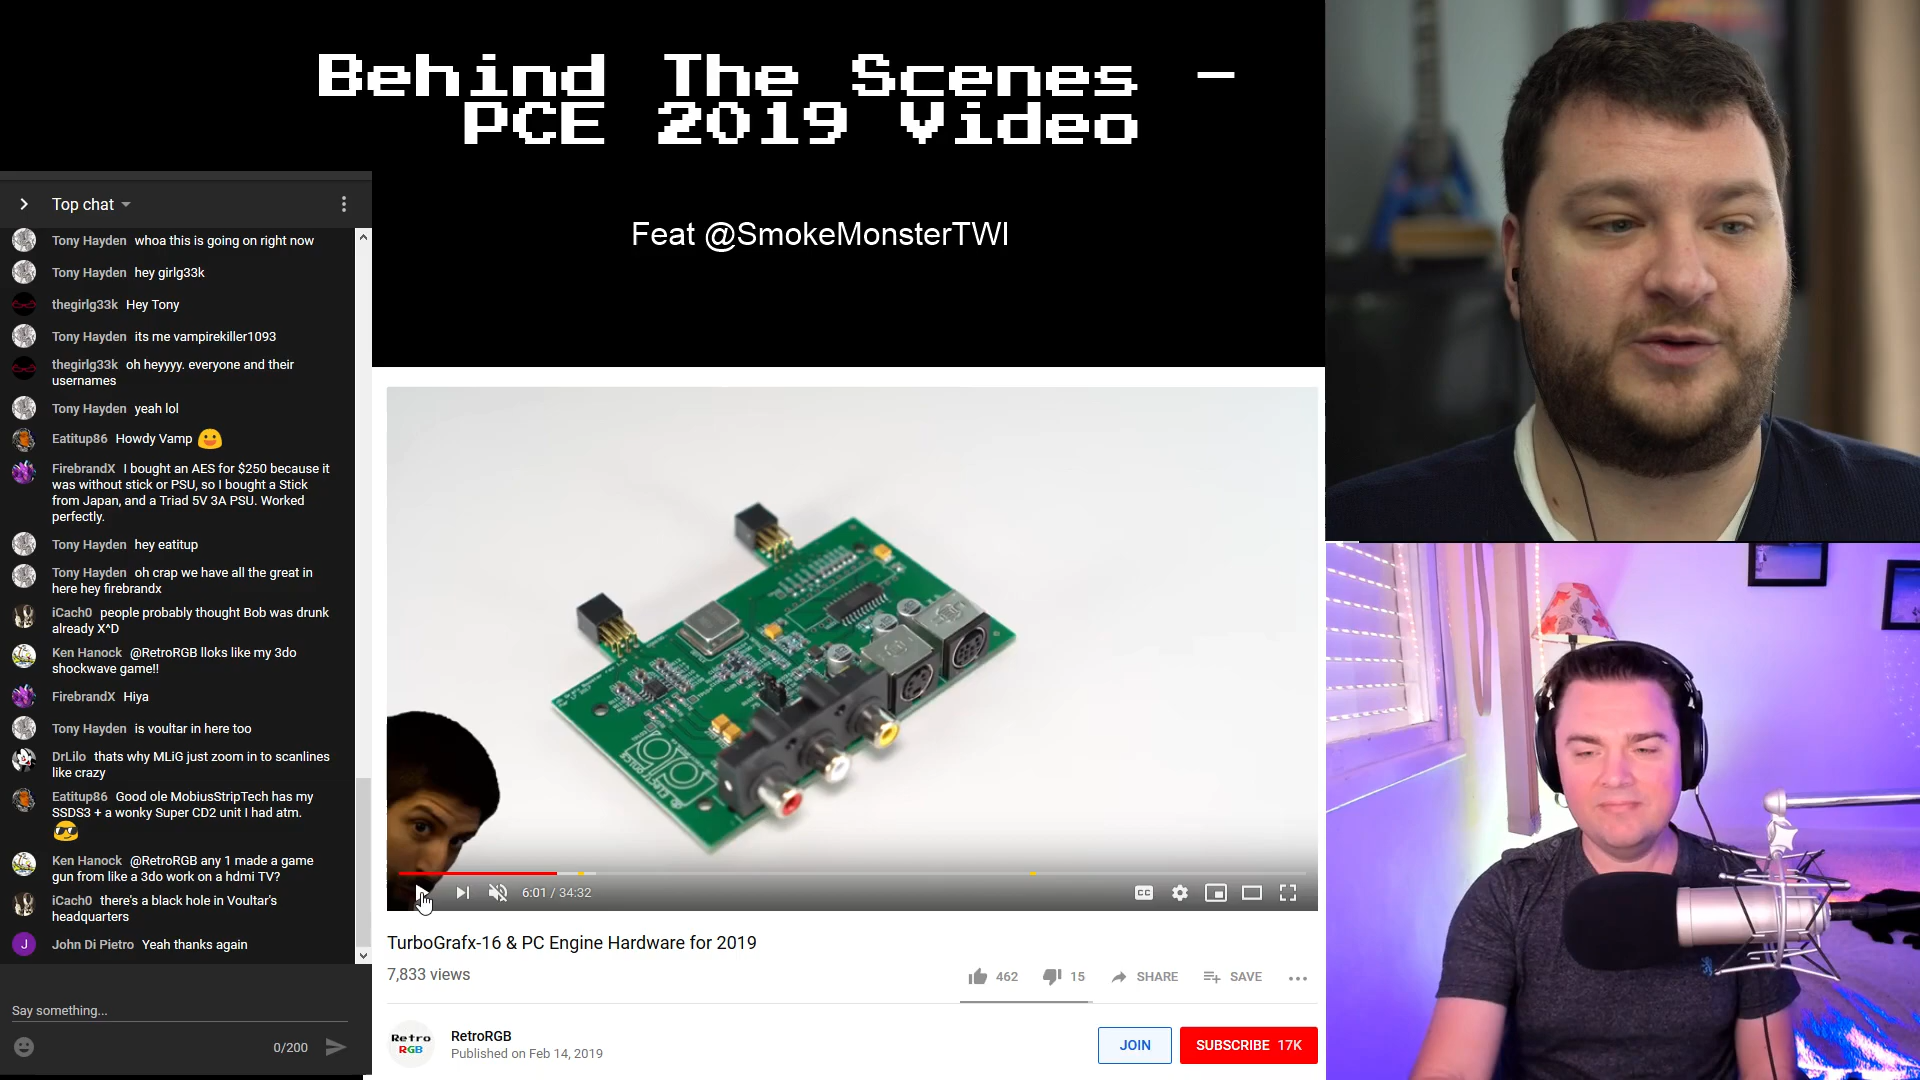 Behind The Scenes -
PCE 2019 Video
Feat @SmokeMonsterTWI
Top chat
Tony Hayden whoa this is going on right now
Tony Hayden hey girlg33k
thegirlg33k Hey Tony
Tony Hayden its me vampirekiller1093
thegirlg33k oh heyyyy. everyone and their
usernames
Tony Hayden yeah lol
Eatitup86 Howdy Vamp
FirebrandX I bought an AES for $250 because it
was without stick or PSU, so I bought a Stick
from Japan, and a Triad 5V 3A PSU. Worked
perfectly.
Tony Hayden hey eatitup
Tony Hayden oh crap we have all the great in
here hey firebrandx
iCach0 people probably thought Bob was drunk
already X^D
Ken Hanock @RetroRGB lloks like my 3do
shockwave game!!
FirebrandX Hiya
Tony Hayden is voultar in here too
DrLilo thats why MLiG just zoom in to scanlines
like crazy
Eatitup86 Good ole MobiusStripTech has my
SSDS3 + a wonky Super CD2 unit I had atm.
Ken Hanock @RetroRGB any 1 made a game
gun from like a 3do work on a hdmi TV?
iCach0 there's a black hole in Voultar's
headquarters
J John Di Pietro Yeah thanks again
Say something...
0/200
6:01 / 34:32
CC
TurboGrafx-16 & PC Engine Hardware for 2019
7,833 views
462 15 SHARE SAVE
Retro
RGB
RetroRGB
Published on Feb 14, 2019
JOIN
SUBSCRIBE 17K